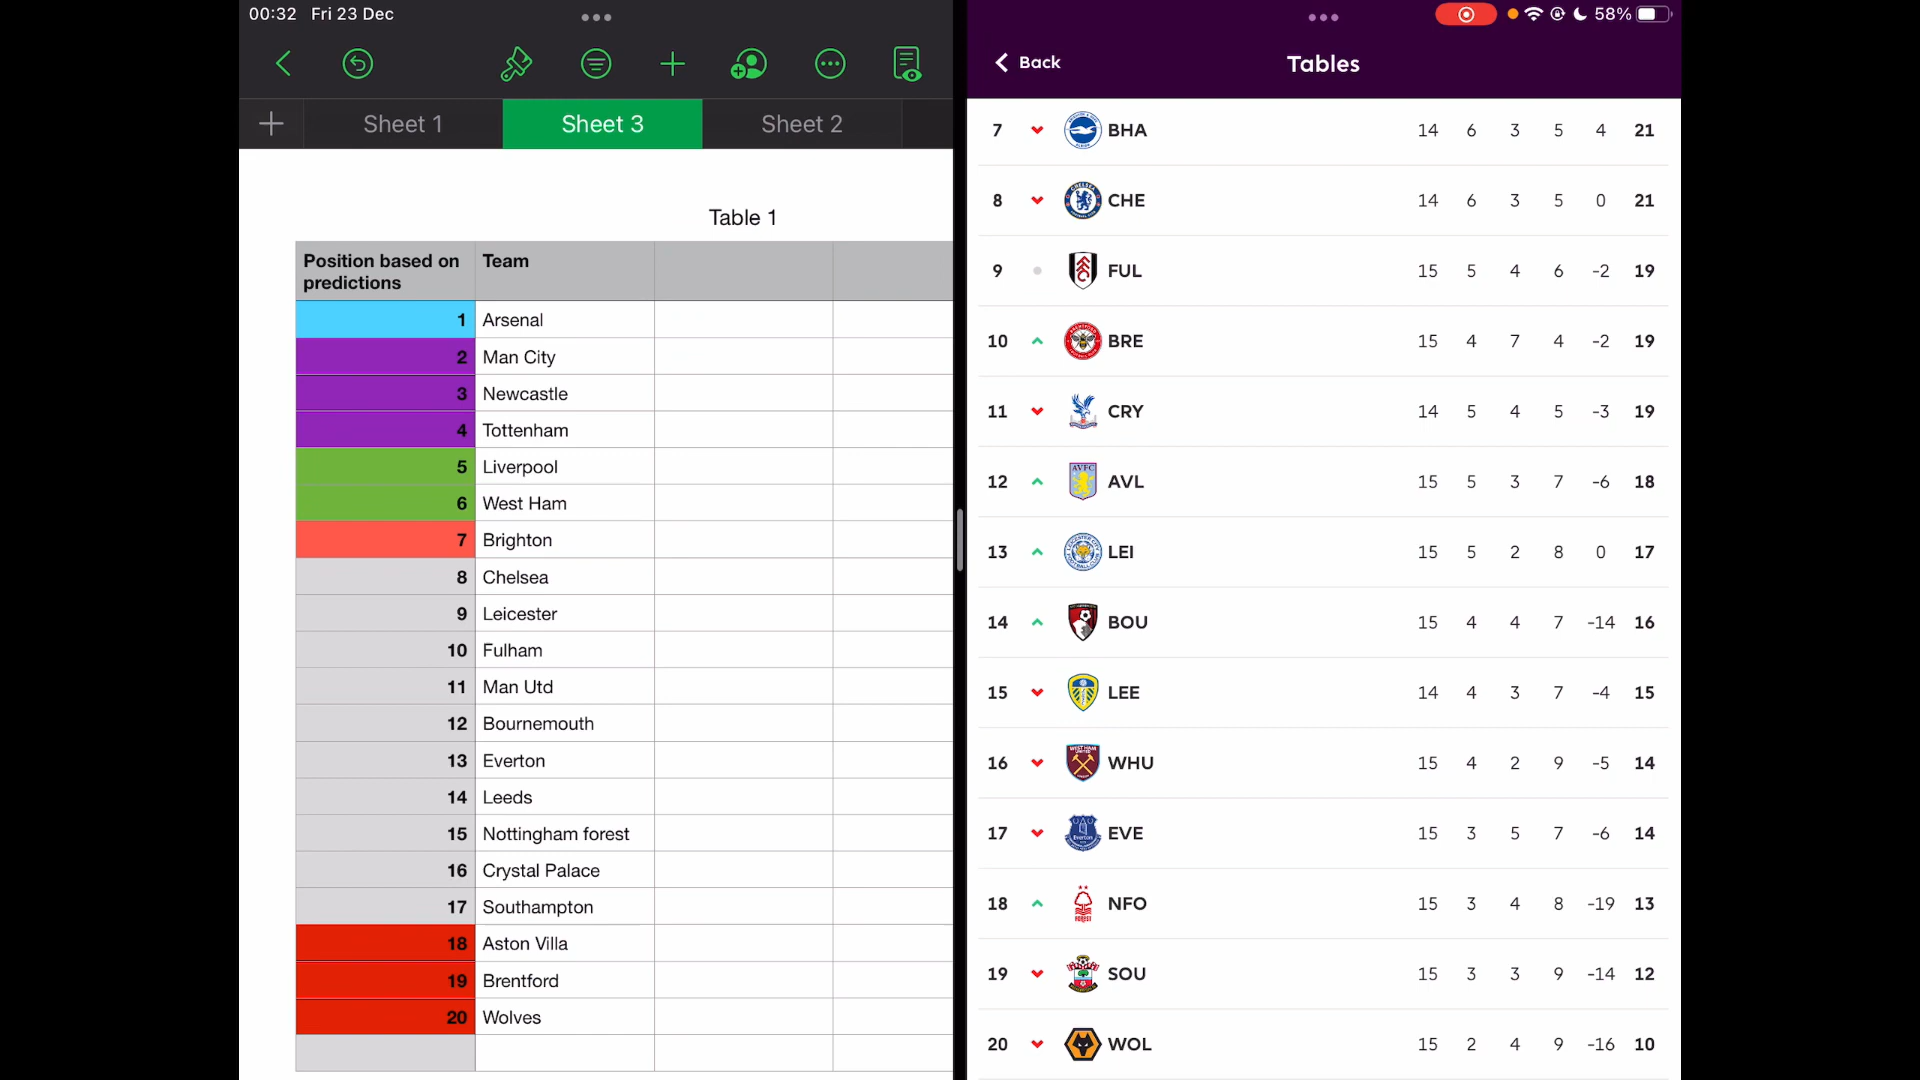 00:32 Fri 23 Dec
58%
Back
Tables
Sheet 1
Sheet 3
Sheet 2
Table 1
Position based on predictions Team
1 Arsenal
2 Man City
3 Newcastle
4 Tottenham
5 Liverpool
6 West Ham
7 Brighton
8 Chelsea
9 Leicester
10 Fulham
11 Man Utd
12 Bournemouth
13 Everton
14 Leeds
15 Nottingham forest
16 Crystal Palace
17 Southampton
18 Aston Villa
19 Brentford
20 Wolves
7 BHA 14 6 3 5 4 21
8 CHE 14 6 3 5 0 21
9 FUL 15 5 4 6 -2 19
10 BRE 15 4 7 4 -2 19
11 CRY 14 5 4 5 -3 19
12 AVL 15 5 3 7 -6 18
13 LEI 15 5 2 8 0 17
14 BOU 15 4 4 7 -14 16
15 LEE 14 4 3 7 -4 15
16 WHU 15 4 2 9 -5 14
17 EVE 15 3 5 7 -6 14
18 NFO 15 3 4 8 -19 13
19 SOU 15 3 3 9 -14 12
20 WOL 15 2 4 9 -16 10